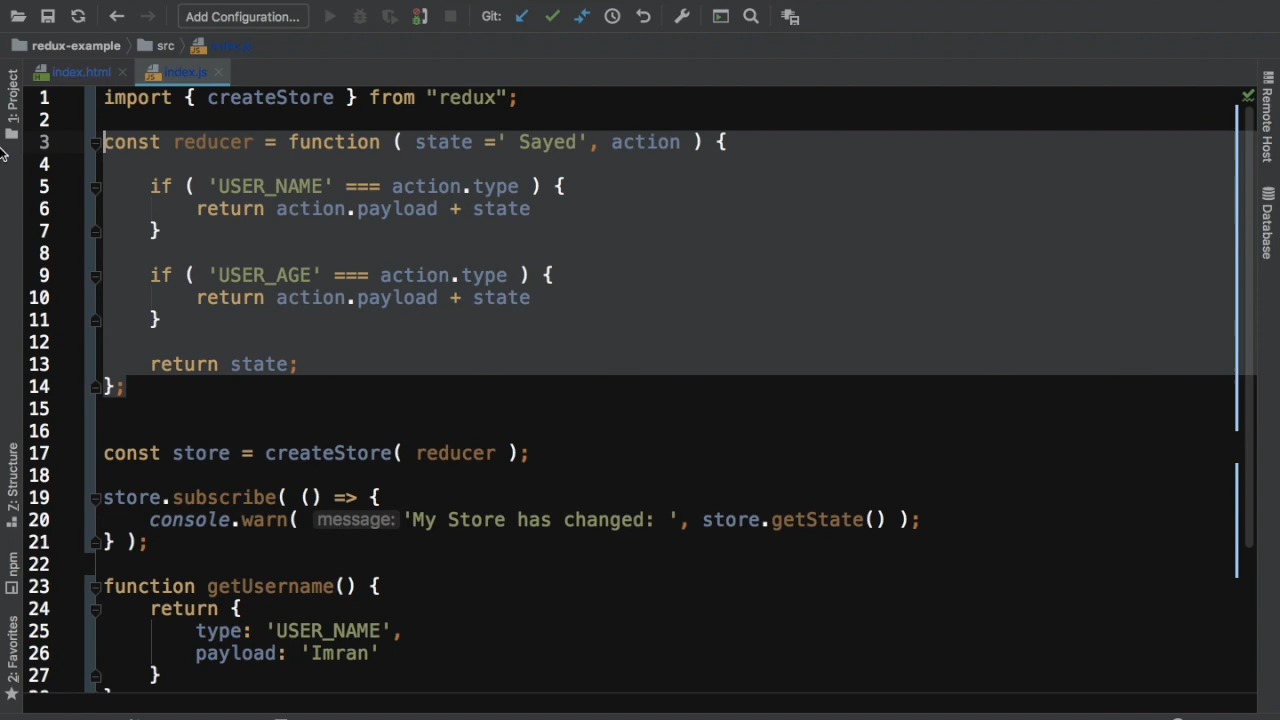 Add Configuration...
Git:
redux-example
src
index.js
index.html
index.js
1: Project
Z: Structure
npm
2: Favorites
Remote Host
Database
1 import { createStore } from "redux";
2
3 const reducer = function ( state =' Sayed', action ) {
4
5 if ( 'USER_NAME' === action.type ) {
6 return action.payload + state
7 }
8
9 if ( 'USER_AGE' === action.type ) {
10 return action.payload + state
11 }
12
13 return state;
14 };
15
16
17 const store = createStore( reducer );
18
19 store.subscribe( () => {
20 console.warn( message: 'My Store has changed: ', store.getState() );
21 } );
22
23 function getUsername() {
24 return {
25 type: 'USER_NAME',
26 payload: 'Imran'
27 }